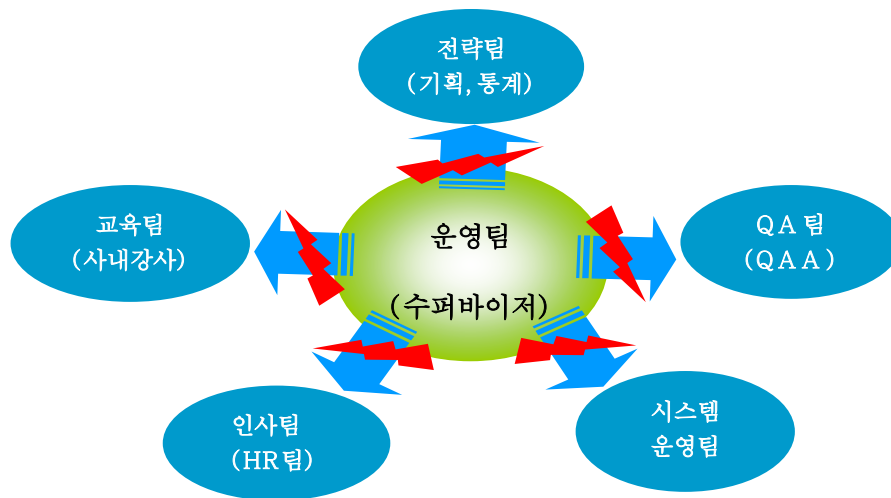 전략팀
(기획, 통계)
교육팀
(사내강사)
운영팀
(수퍼바이저)
QA 팀
(QAA)
인사팀
(HR팀)
시스템
운영팀